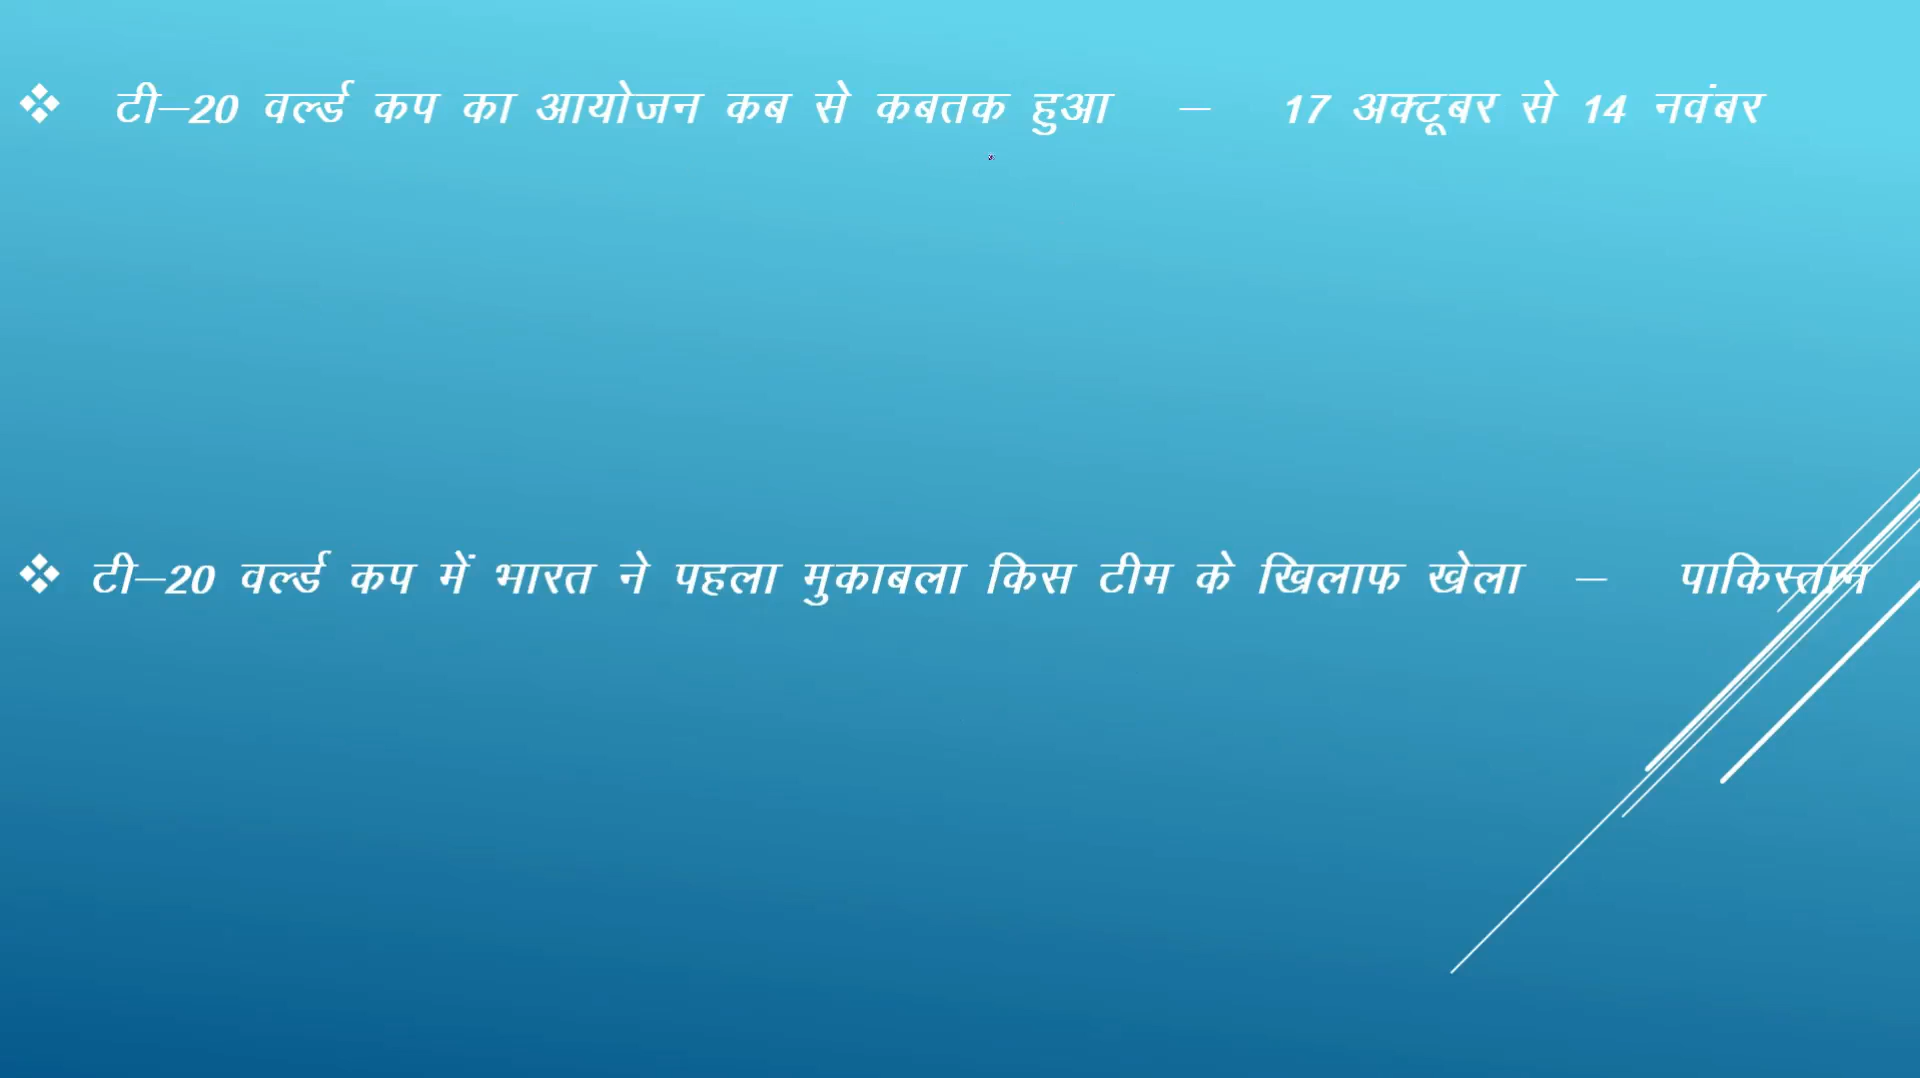 ❖ टी–20 वर्ल्ड कप का आयोजन कब से कबतक हुआ – 17 अक्टूबर से 14 नवंबर
❖ टी–20 वर्ल्ड कप में भारत ने पहला मुकाबला किस टीम के खिलाफ खेला – पाकिस्तान